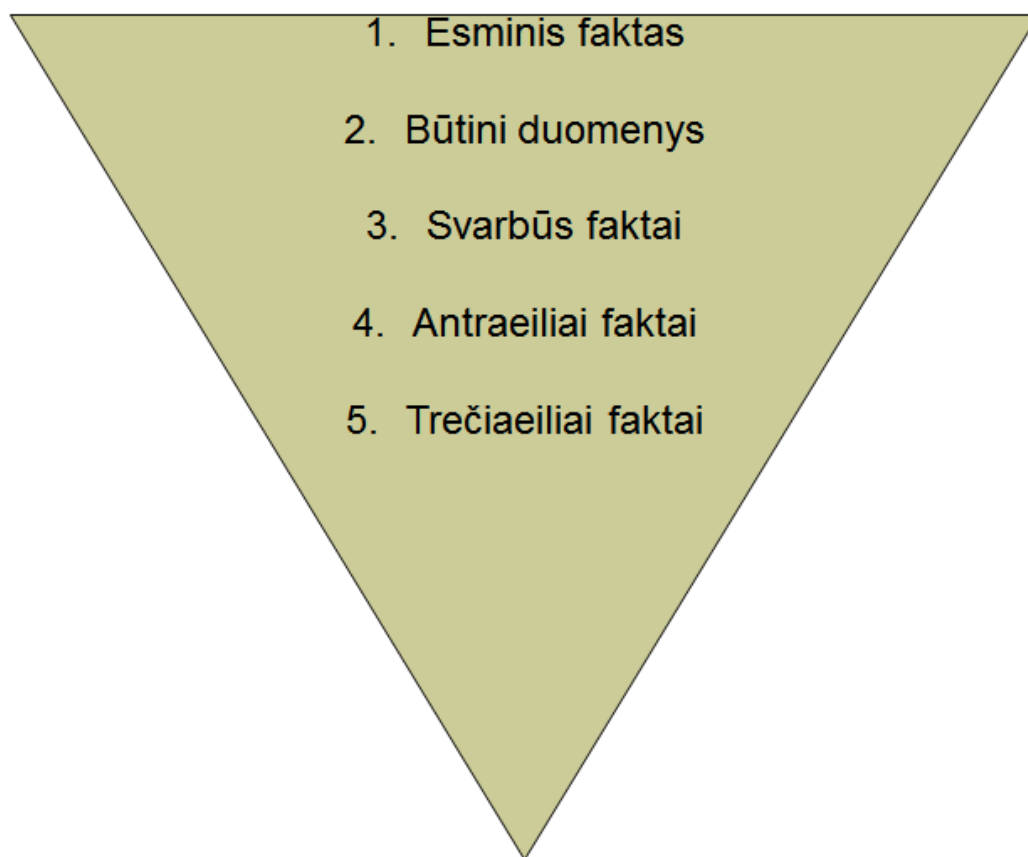 1. Esminis faktas
2. Būtini duomenys
3. Svarbūs faktai
4. Antraeiliai faktai
5. Trečiaeiliai faktai